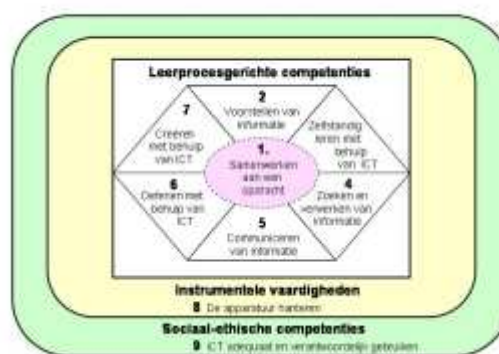 Leerprocesgerichte competenties
2
Voorstellen van
informatie
7
Creëren
met behulp
van ICT
Zelfstandig
leren met
behulp
van ICT
1.
Samenwerken
aan een
opdracht
6
Oefenen met
behulp van
ICT
4
Zoeken en
verwerken van
informatie
5
Communiceren
van informatie
Instrumentele vaardigheden
8 De apparatuur hanteren
Sociaal-ethische competenties
9 ICT adequaat en verantwoordelijk gebruiken